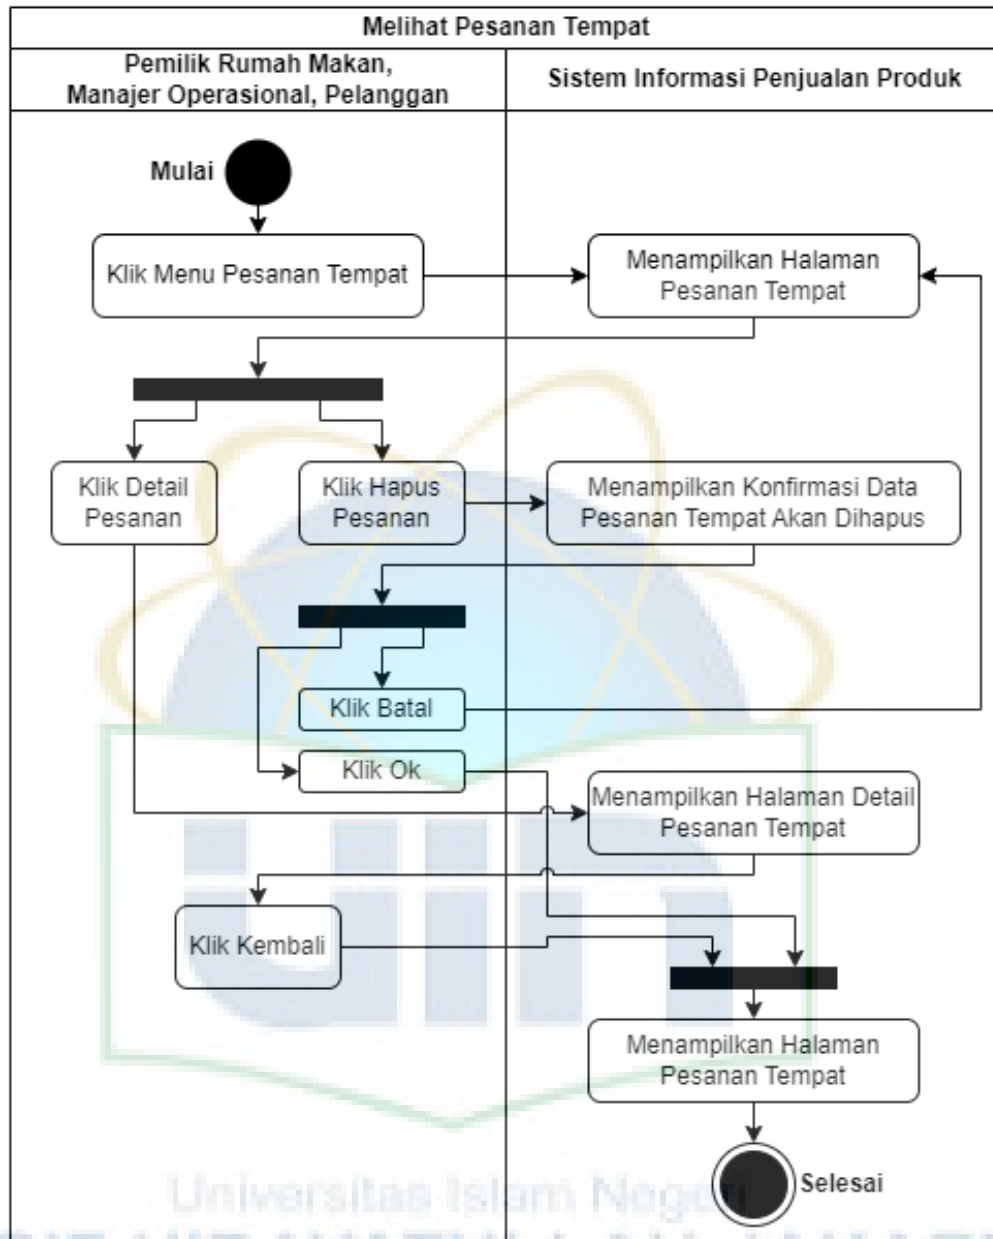 Melihat Pesanan Tempat
Pemilik Rumah Makan,
Manajer Operasional, Pelanggan
Sistem Informasi Penjualan Produk
Mulai
Klik Menu Pesanan Tempat
Menampilkan Halaman
Pesanan Tempat
Klik Detail
Pesanan
Klik Hapus
Pesanan
Menampilkan Konfirmasi Data
Pesanan Tempat Akan Dihapus
Klik Batal
Klik Ok
Menampilkan Halaman Detail
Pesanan Tempat
Klik Kembali
Menampilkan Halaman
Pesanan Tempat
Selesai
uin
Universitas Islam Negeri